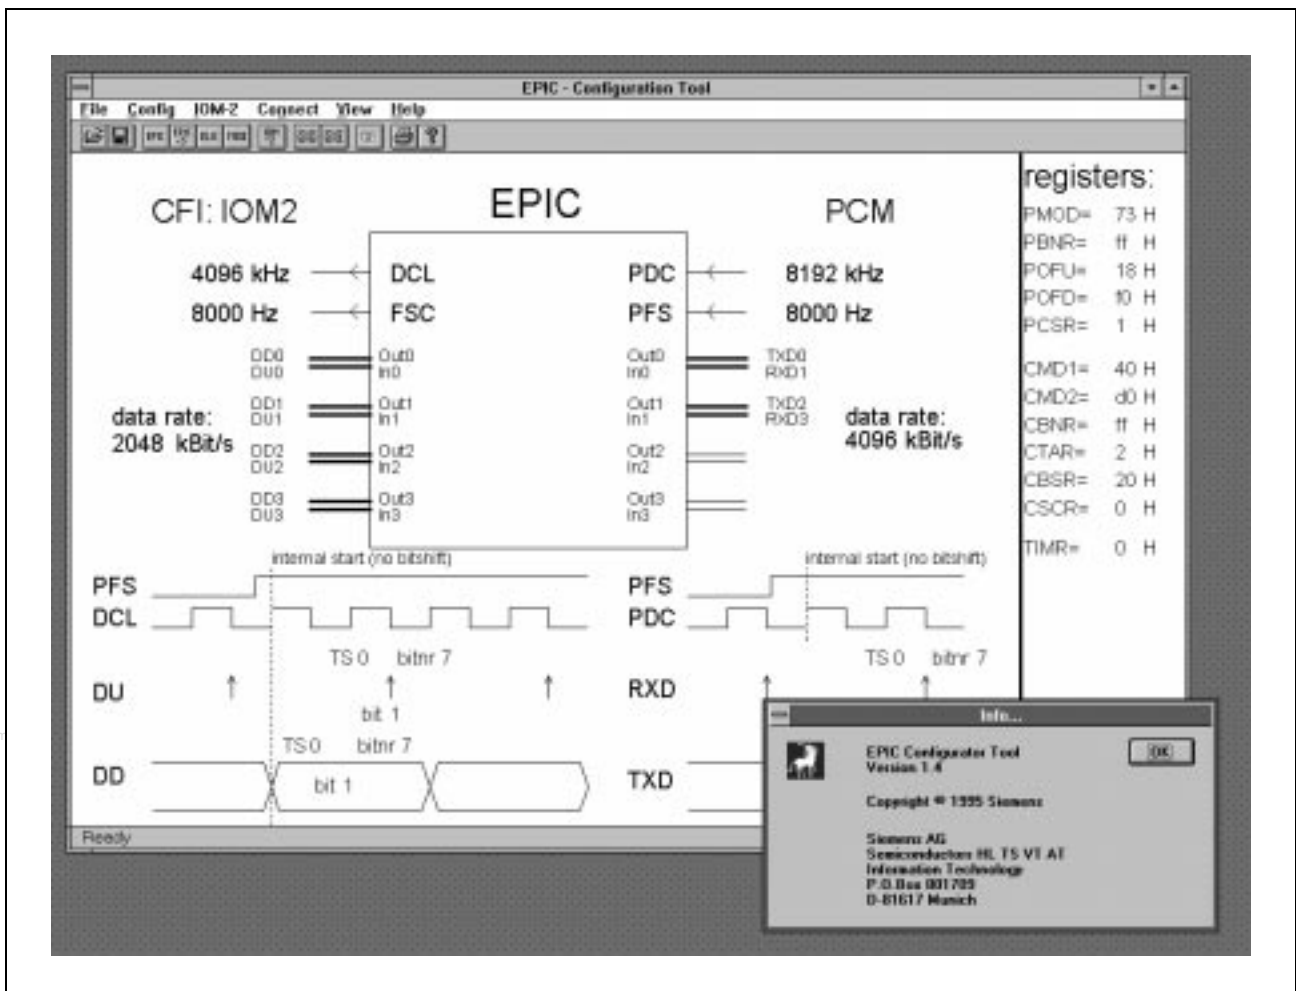 EPIC - Configuration Tool
File Config IOM-2 Connect View Help
CFI: IOM2 EPIC PCM
4096 kHz DCL PDC 8192 kHz
8000 Hz FSC PFS 8000 Hz
DD0 Out0 Out0 TXD0
DU0 In0 In0 RXD1
DD1 Out1 Out1 TXD2
DU1 In1 In1 RXD3
data rate: data rate:
2048 kBit/s 4096 kBit/s
DD2 Out2 Out2
DU2 In2 In2
DD3 Out3 Out3
DU3 In3 In3
internal start (no bitshift) internal start (no bitshift)
PFS PFS
DCL PDC
TS 0 bitnr 7 TS 0 bitnr 7
DU RXD
bit 1
TS 0 bitnr 7
DD bit 1 TXD
Ready
registers:
PMOD= 73 H
PBNR= ff H
POFU= 18 H
POFD= f0 H
PCSR= 1 H
CMD1= 40 H
CMD2= d0 H
CBNR= ff H
CTAR= 2 H
CBSR= 20 H
CSCR= 0 H
TIMR= 0 H
Info...
EPIC Configurator Tool
Version 1.4
OK
Copyright © 1995 Siemens
Siemens AG
Semiconductors HL TS VT AT
Information Technology
P.O.Box 801709
D-81617 Munich